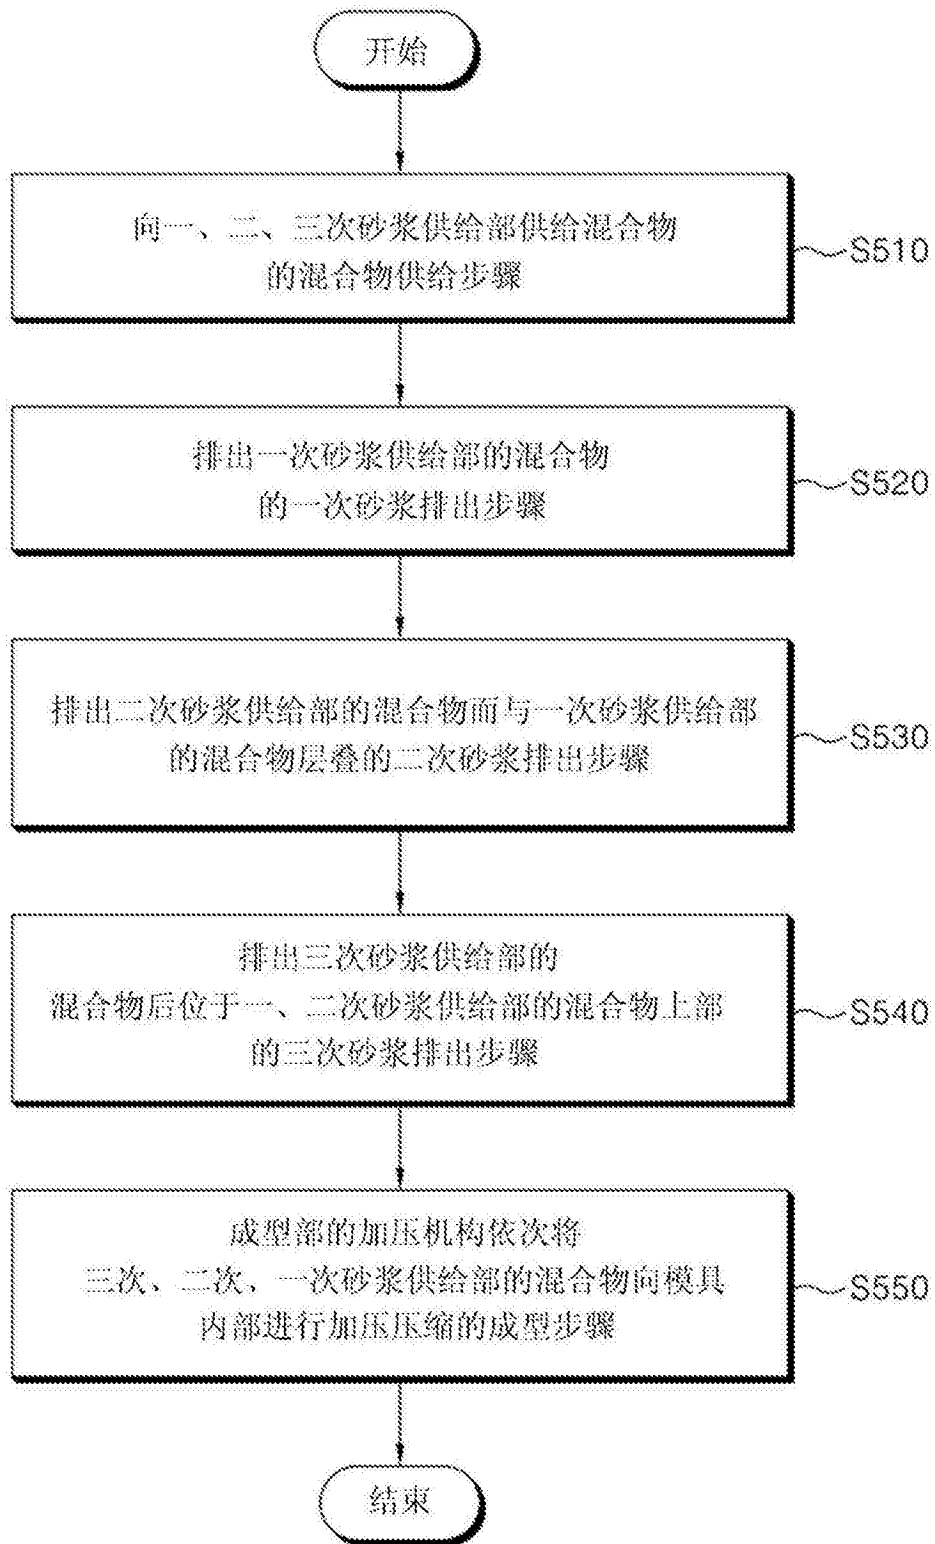 开始
向一、二、三次砂浆供给部供给混合物
的混合物供给步骤
S510
排出一次砂浆供给部的混合物
的一次砂浆排出步骤
S520
排出二次砂浆供给部的混合物而与一次砂浆供给部
的混合物层叠的二次砂浆排出步骤
S530
排出三次砂浆供给部的
混合物后位于一、二次砂浆供给部的混合物上部
的三次砂浆排出步骤
S540
成型部的加压机构依次将
三次、二次、一次砂浆供给部的混合物向模具
内部进行加压压缩的成型步骤
S550
结束